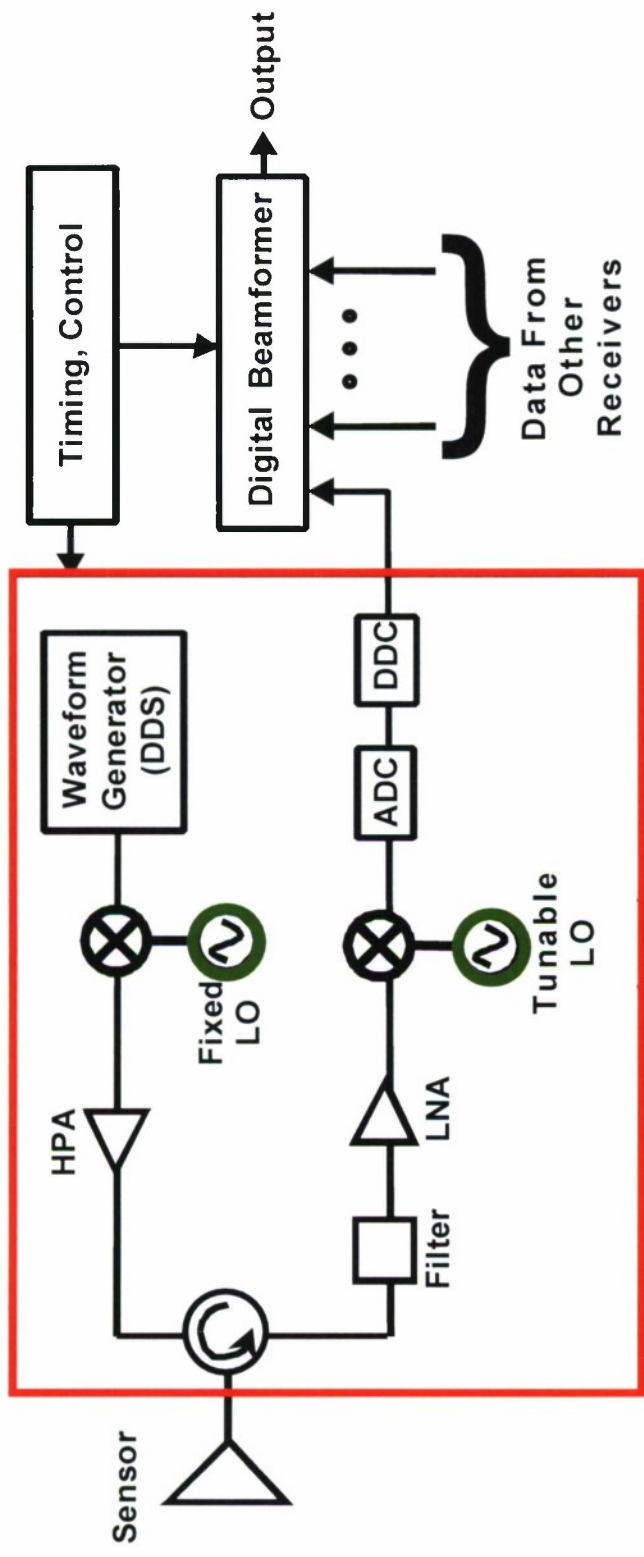 Timing, Control
Waveform
Generator
(DDS)
HPA
Fixed
LO
Sensor
Digital Beamformer
Output
Filter
LNA
ADC
DDC
Tunable
LO
Data From
Other
Receivers